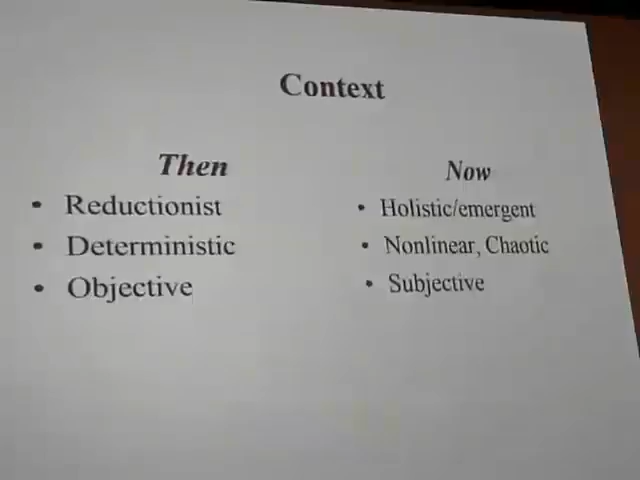 Context
Then
• Reductionist
• Deterministic
• Objective
Now
• Holistic/emergent
• Nonlinear, Chaotic
• Subjective